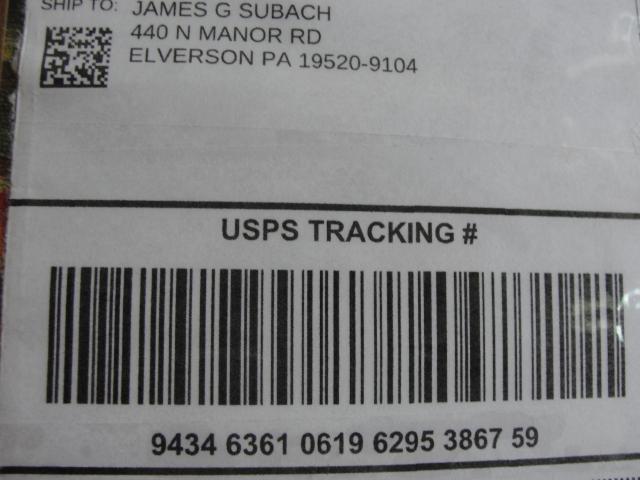 SHIP TO: JAMES G SUBACH
440 N MANOR RD
ELVERSON PA 19520-9104
USPS TRACKING #
9434 6361 0619 6295 3867 59